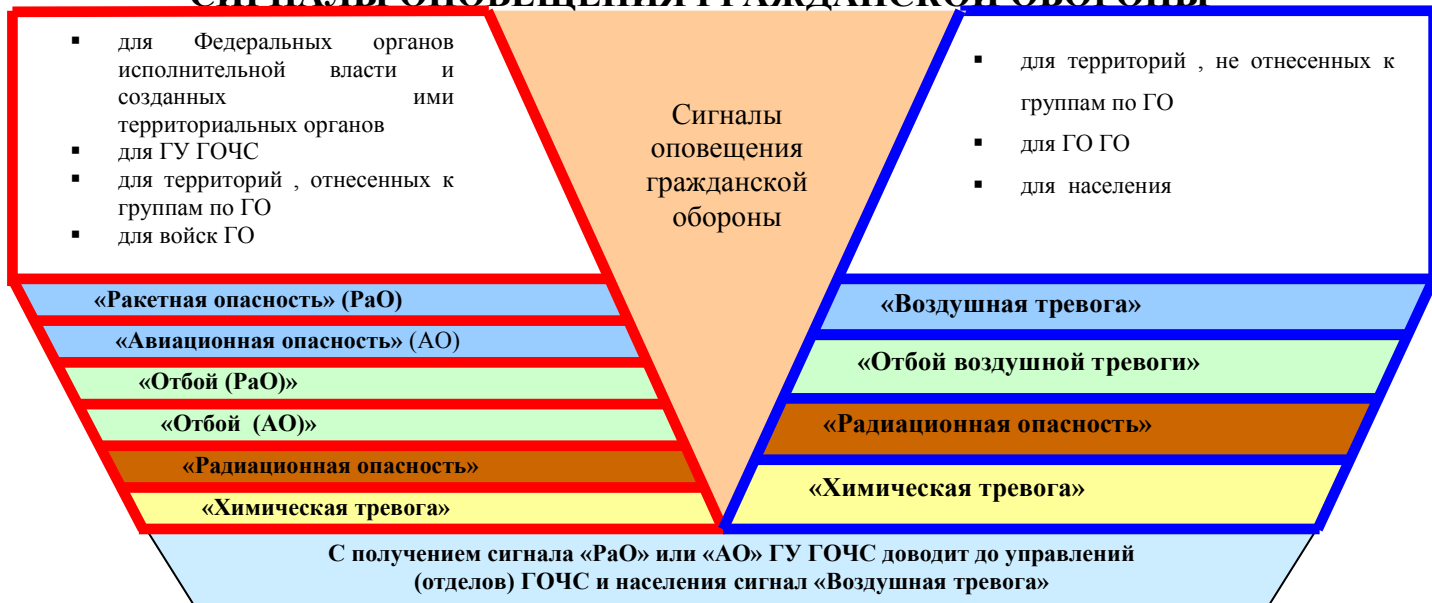 СИГНАЛЫ ОПОВЕЩЕНИЯ ГРАЖДАНСКОЙ ОБОРОНЫ
▪ для Федеральных органов
исполнительной власти и
созданных ими
территориальных органов
▪ для ГУ ГОЧС
▪ для территорий , отнесенных к
группам по ГО
▪ для войск ГО
Сигналы
оповещения
гражданской
обороны
▪ для территорий , не отнесенных к
группам по ГО
▪ для ГО ГО
▪ для населения
«Ракетная опасность» (РаО)
«Авиационная опасность» (АО)
«Отбой (РаО)»
«Отбой (АО)»
«Радиационная опасность»
«Химическая тревога»
«Воздушная тревога»
«Отбой воздушной тревоги»
«Радиационная опасность»
«Химическая тревога»
С получением сигнала «РаО» или «АО» ГУ ГОЧС доводит до управлений
(отделов) ГОЧС и населения сигнал «Воздушная тревога»